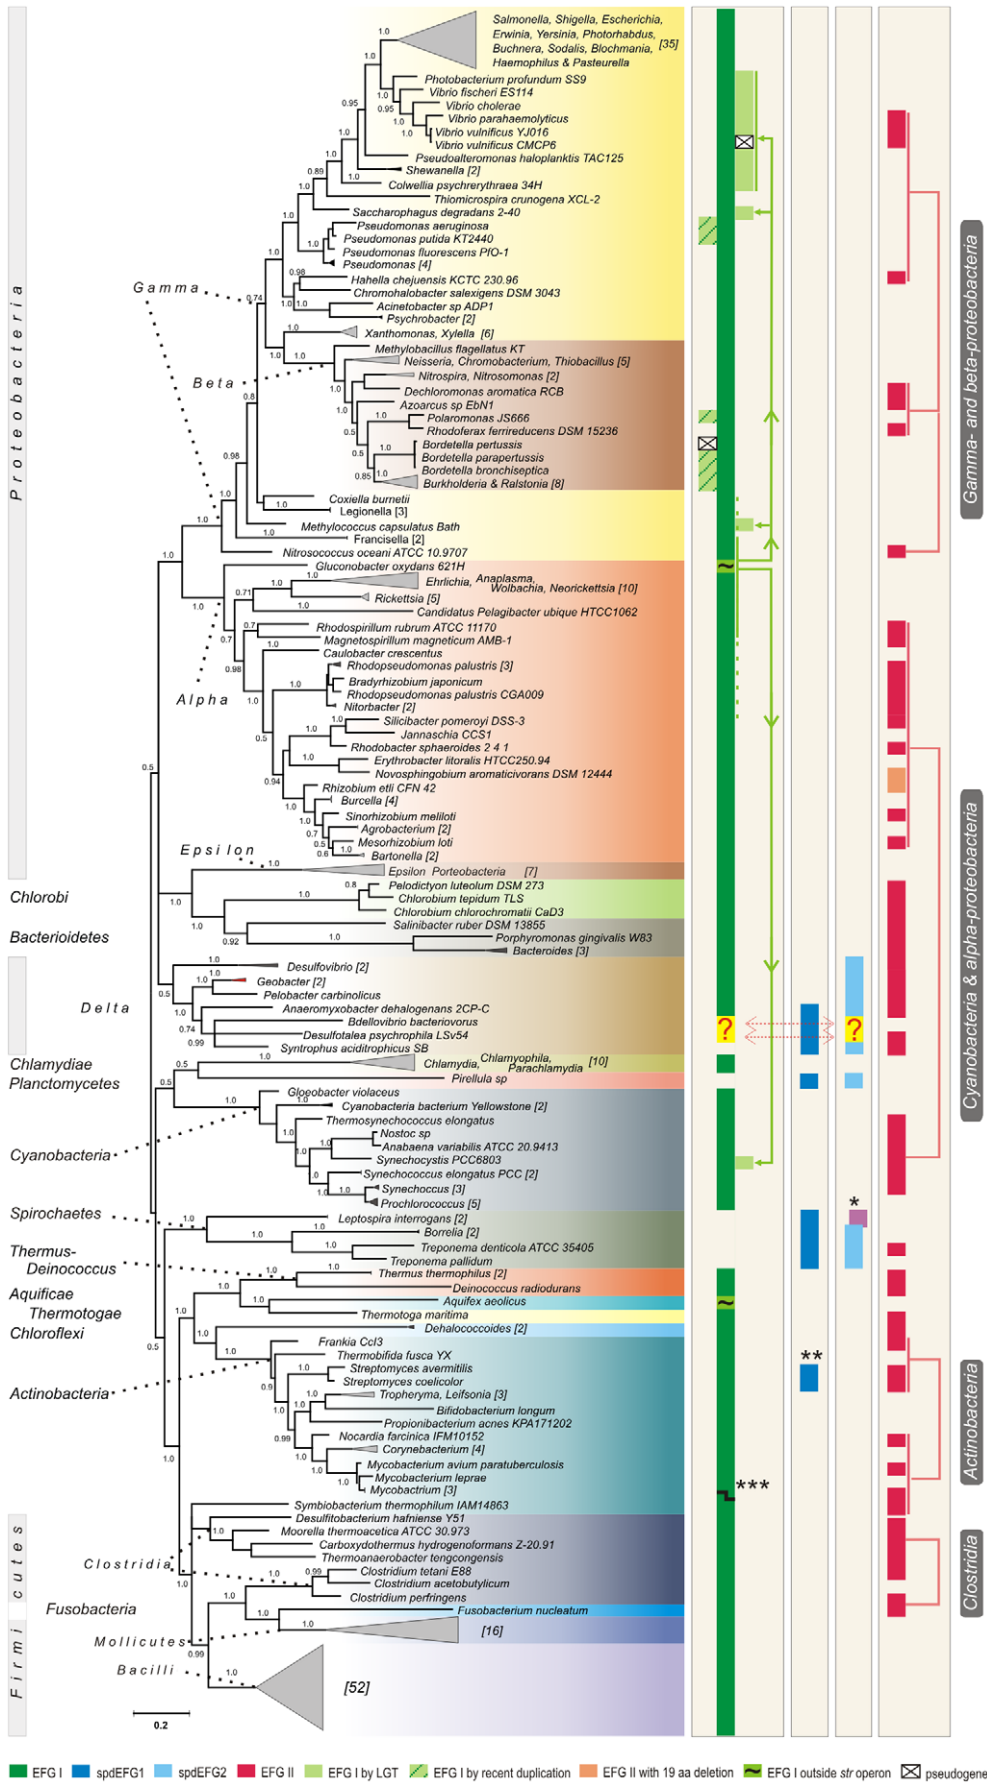 Salmonella, Shigella, Escherichia,
Erwinia, Yersinia, Photorhabdus,
Buchnera, Sodalis, Blochmania, [35]
Haemophilus & Pasteurella
Photobacterium profundum SS9
Vibrio fischeri ES114
Vibrio cholerae
Vibrio parahaemolyticus
Vibrio vulnificus YJ016
Vibrio vulnificus CMCP6
Pseudoalteromonas haloplanktis TAC125
Shewanella [2]
Colwellia psychrerythraea 34H
Thiomicrospira crunogena XCL-2
Saccharophagus degradans 2-40
Pseudomonas aeruginosa
Pseudomonas putida KT2440
Pseudomonas fluorescens PfO-1
Pseudomonas [4]
Hahella chejuensis KCTC 230.96
Chromohalobacter salexigens DSM 3043
Acinetobacter sp ADP1
Psychrobacter [2]
Xanthomonas, Xylella [6]
Methylobacillus flagellatus KT
Neisseria, Chromobacterium, Thiobacillus [5]
Nitrospira, Nitrosomonas [2]
Dechloromonas aromatica RCB
Azoarcus sp EbN1
Polaromonas JS666
Rhodoferax ferrireducens DSM 15236
Bordetella pertussis
Bordetella parapertussis
Bordetella bronchiseptica
Burkholderia & Ralstonia [8]
Coxiella burnetii
Legionella [3]
Methylococcus capsulatus Bath
Francisella [2]
Nitrosococcus oceani ATCC 10.9707
Gluconobacter oxydans 621H
Ehrlichia, Anaplasma,
Wolbachia, Neorickettsia [10]
Rickettsia [5]
Candidatus Pelagibacter ubique HTCC1062
Rhodospirillum rubrum ATCC 11170
Magnetospirillum magneticum AMB-1
Caulobacter crescentus
Rhodopseudomonas palustris [3]
Bradyrhizobium japonicum
Rhodopseudomonas palustris CGA009
Nitorbacter [2]
Silicibacter pomeroyi DSS-3
Jannaschia CCS1
Rhodobacter sphaeroides 2 4 1
Erythrobacter litoralis HTCC250.94
Novosphingobium aromaticivorans DSM 12444
Rhizobium etli CFN 42
Burcella [4]
Sinorhizobium meliloti
Agrobacterium [2]
Mesorhizobium loti
Bartonella [2]
Epsilon Porteobacteria [7]
Pelodictyon luteolum DSM 273
Chlorobium tepidum TLS
Chlorobium chlorochromatii CaD3
Salinibacter ruber DSM 13855
Porphyromonas gingivalis W83
Bacteroides [3]
Desulfovibrio [2]
Geobacter [2]
Pelobacter carbinolicus
Anaeromyxobacter dehalogenans 2CP-C
Bdellovibrio bacteriovorus
Desulfotalea psychrophila LSv54
Syntrophus aciditrophicus SB
Chlamydia, Chlamyophila, [10]
Parachlamydia
Pirellula sp
Gloeobacter violaceus
Cyanobacteria bacterium Yellowstone [2]
Thermosynechococcus elongatus
Nostoc sp
Anabaena variabilis ATCC 20.9413
Synechocystis PCC6803
Synechococcus elongatus PCC [2]
Synechoccus [3]
Prochlorococcus [5]
Leptospira interrogans [2]
Borrelia [2]
Treponema denticola ATCC 35405
Treponema pallidum
Thermus thermophilus [2]
Deinococcus radiodurans
Aquifex aeolicus
Thermotoga maritima
Dehalococcoides [2]
Frankia CcI3
Thermobifida fusca YX
Streptomyces avermitilis
Streptomyces coelicolor
Tropheryma, Leifsonia [3]
Bifidobacterium longum
Propionibacterium acnes KPA171202
Nocardia farcinica IFM10152
Corynebacterium [4]
Mycobacterium avium paratuberculosis
Mycobacterium leprae
Mycobactrium [3]
Symbiobacterium thermophilum IAM14863
Desulfitobacterium hafniense Y51
Moorella thermoacetica ATCC 30.973
Carboxydothermus hydrogenoformans Z-20.91
Thermoanaerobacter tengcongensis
Clostridium tetani E88
Clostridium acetobutylicum
Clostridium perfringens
Fusobacterium nucleatum
[16]
[52]
Proteobacteria
Gamma
Beta
Alpha
Epsilon
Chlorobi
Bacterioidetes
Delta
Chlamydiae
Planctomycetes
Cyanobacteria
Spirochaetes
Thermus-
Deinococcus
Aquificae
Thermotogae
Chloroflexi
Actinobacteria
Clostridia
Fusobacteria
Mollicutes
Bacilli
Firmi cutes
0.2
? ?
*
**
***
Gamma- and beta-proteobacteria
Cyanobacteria & alpha-proteobacteria
Actinobacteria
Clostridia
EFG I spdEFG1 spdEFG2 EFG II EFG I by LGT EFG I by recent duplication EFG II with 19 aa deletion EFG I outside str operon pseudogene